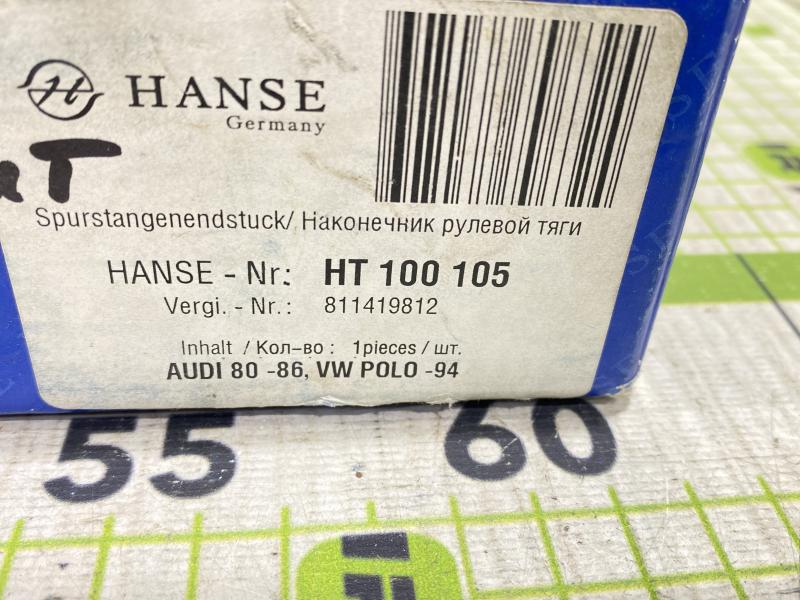 HANSE
Germany
Spurstangenendstuck/ Наконечник рулевой тяги
HANSE - Nr.: HT 100 105
Vergi. - Nr.: 811419812
Inhalt / Кол-во : 1pieces / шт.
AUDI 80 -86, VW POLO -94
55 60